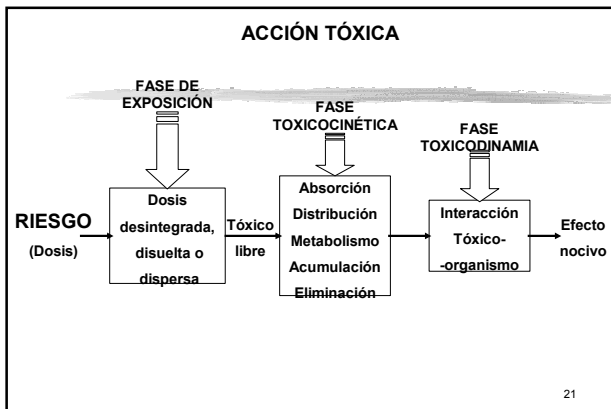 ACCIÓN TÓXICA
FASE DE
EXPOSICIÓN
FASE
TOXICOCINÉTICA
FASE
TOXICODINAMIA
RIESGO
(Dosis)
Dosis
desintegrada,
disuelta o
dispersa
Tóxico
libre
Absorción
Distribución
Metabolismo
Acumulación
Eliminación
Interacción
Tóxico-
-organismo
Efecto
nocivo
21